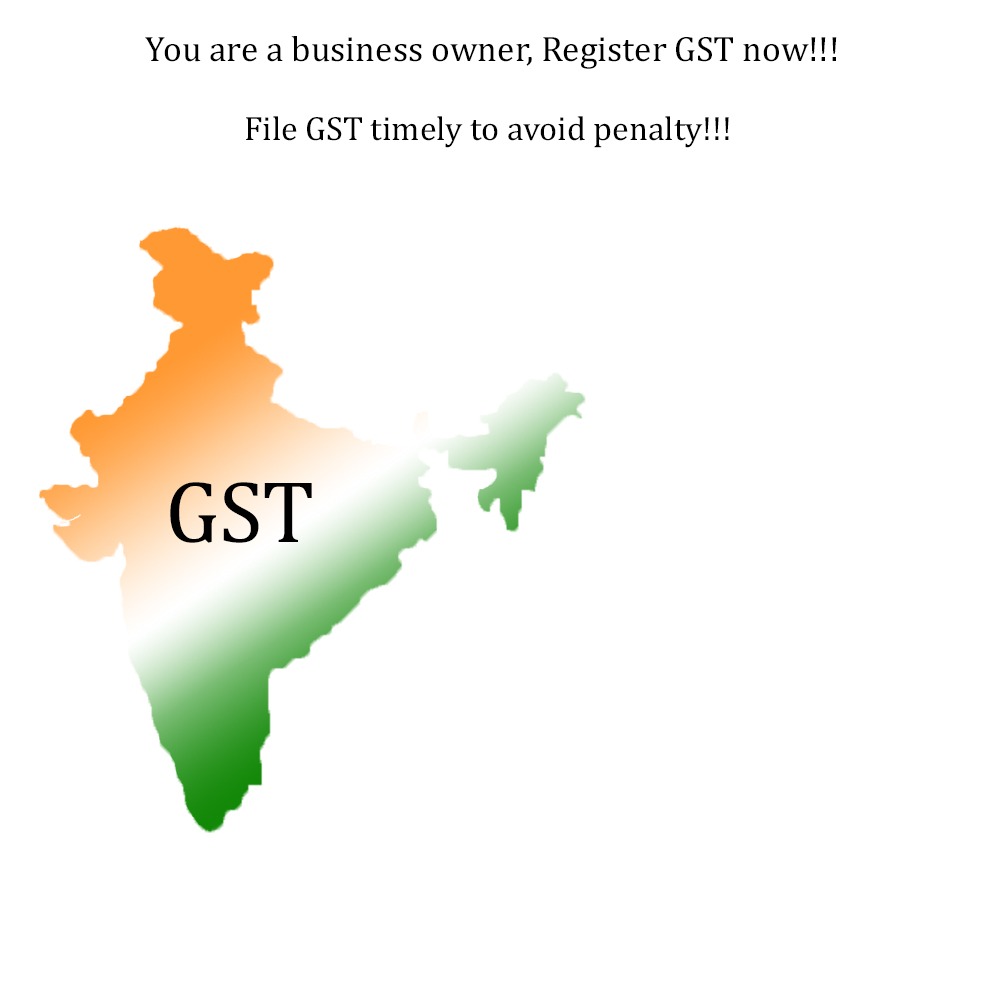 You are a business owner, Register GST now!!!
File GST timely to avoid penalty!!!
GST